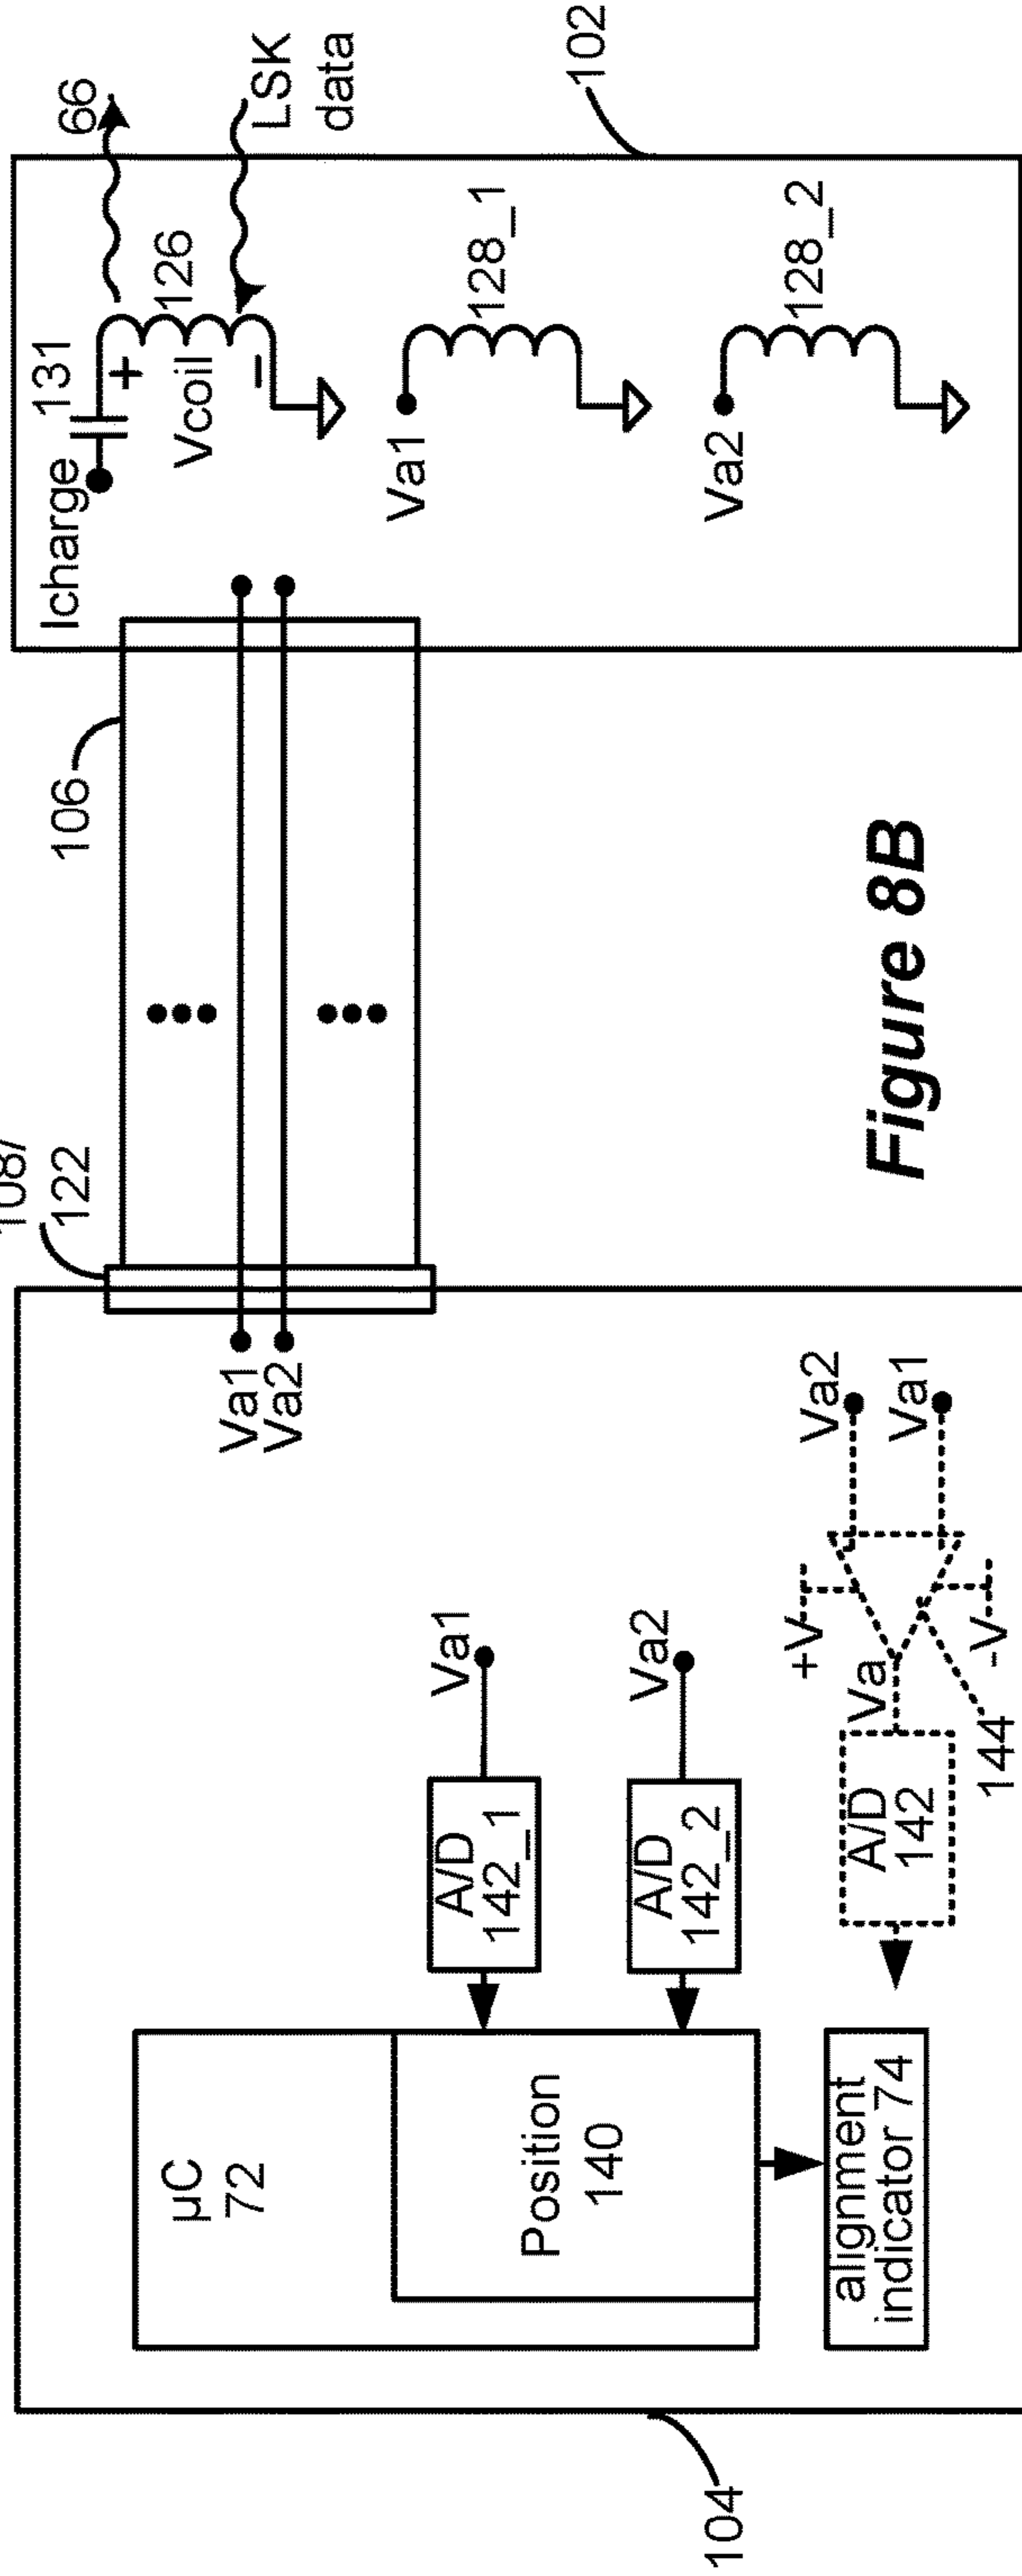 104
µC
72
Position
140
alignment
indicator 74
A/D
142_1
Va1
A/D
142_2
Va2
A/D
142
Va
144
+V
-V
Va2
Va1
Va1
Va2
108/
122
106
Icharge
131
+
Vcoil
–
126
66
LSK
data
Va1
128_1
Va2
128_2
102
Figure 8B